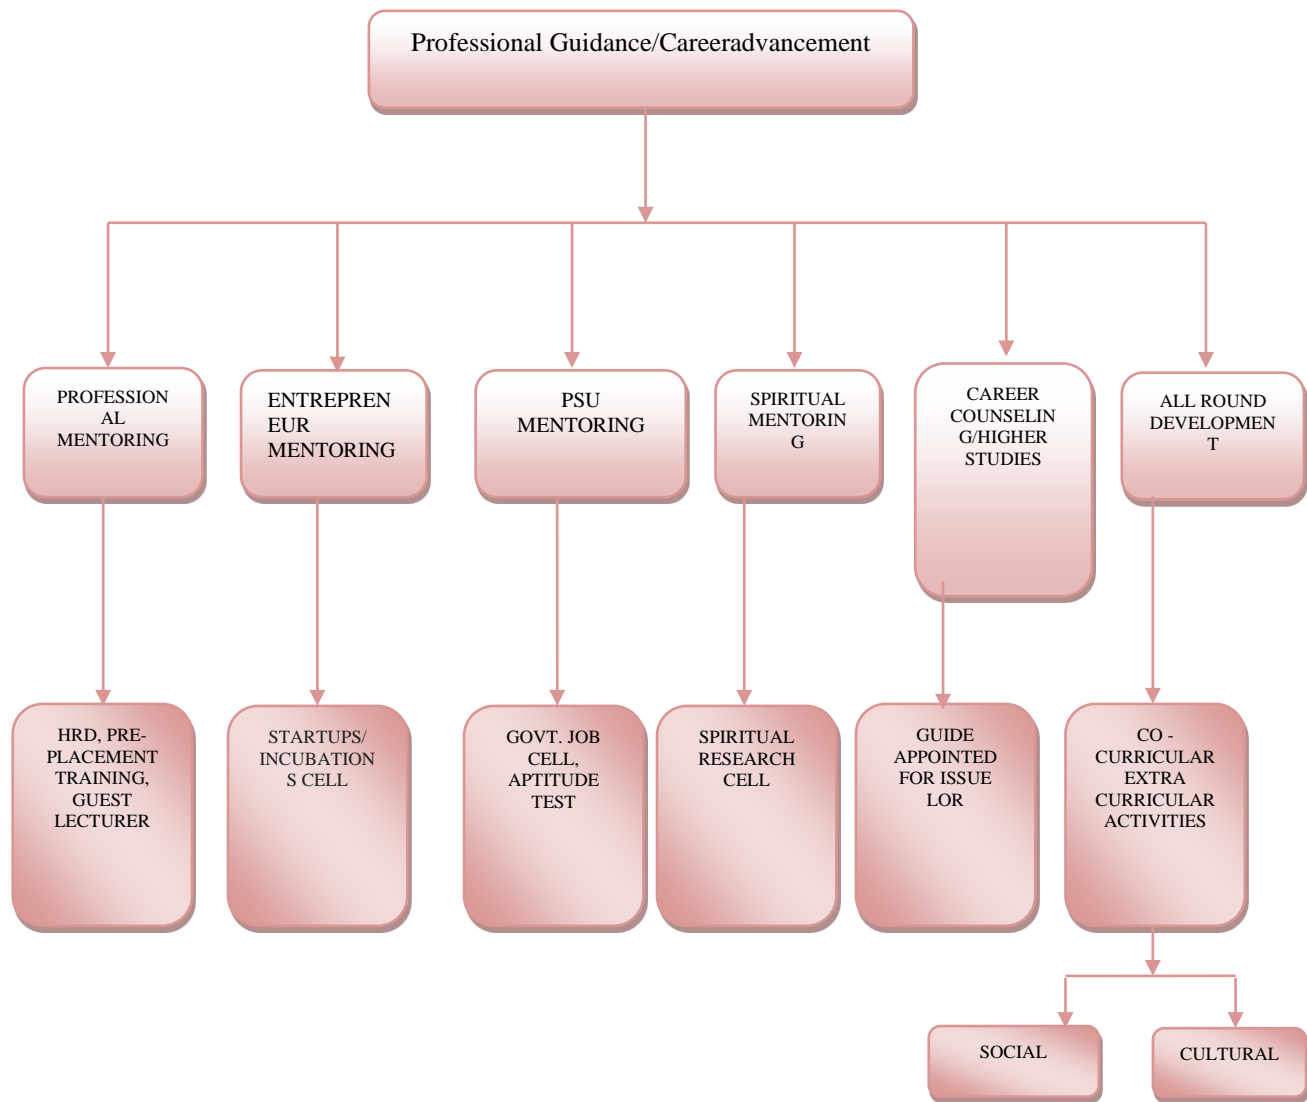 Professional Guidance/Careeradvancement
PROFESSION
AL
MENTORING
ENTREPREN
EUR
MENTORING
PSU
MENTORING
SPIRITUAL
MENTORIN
G
CAREER
COUNSELIN
G/HIGHER
STUDIES
ALL ROUND
DEVELOPMEN
T
HRD, PRE-
PLACEMENT
TRAINING,
GUEST
LECTURER
STARTUPS/
INCUBATION
S CELL
GOVT. JOB
CELL,
APTITUDE
TEST
SPIRITUAL
RESEARCH
CELL
GUIDE
APPOINTED
FOR ISSUE
LOR
CO -
CURRICULAR
EXTRA
CURRICULAR
ACTIVITIES
SOCIAL
CULTURAL